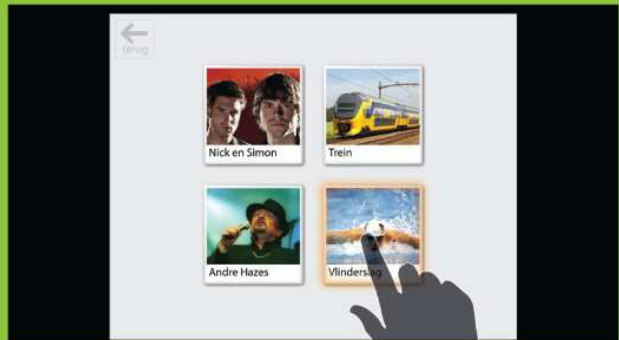 terug
Nick en Simon
Trein
Andre Hazes
Vlinderslag